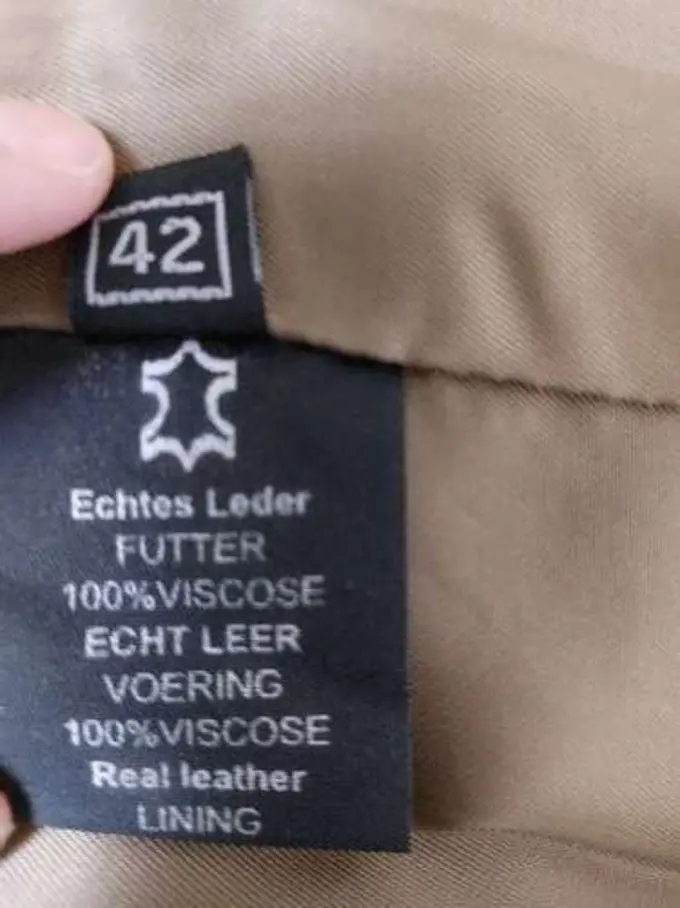 42
Echtes Leder
FUTTER
100%VISCOSE
ECHT LEER
VOERING
100%VISCOSE
Real leather
LINING